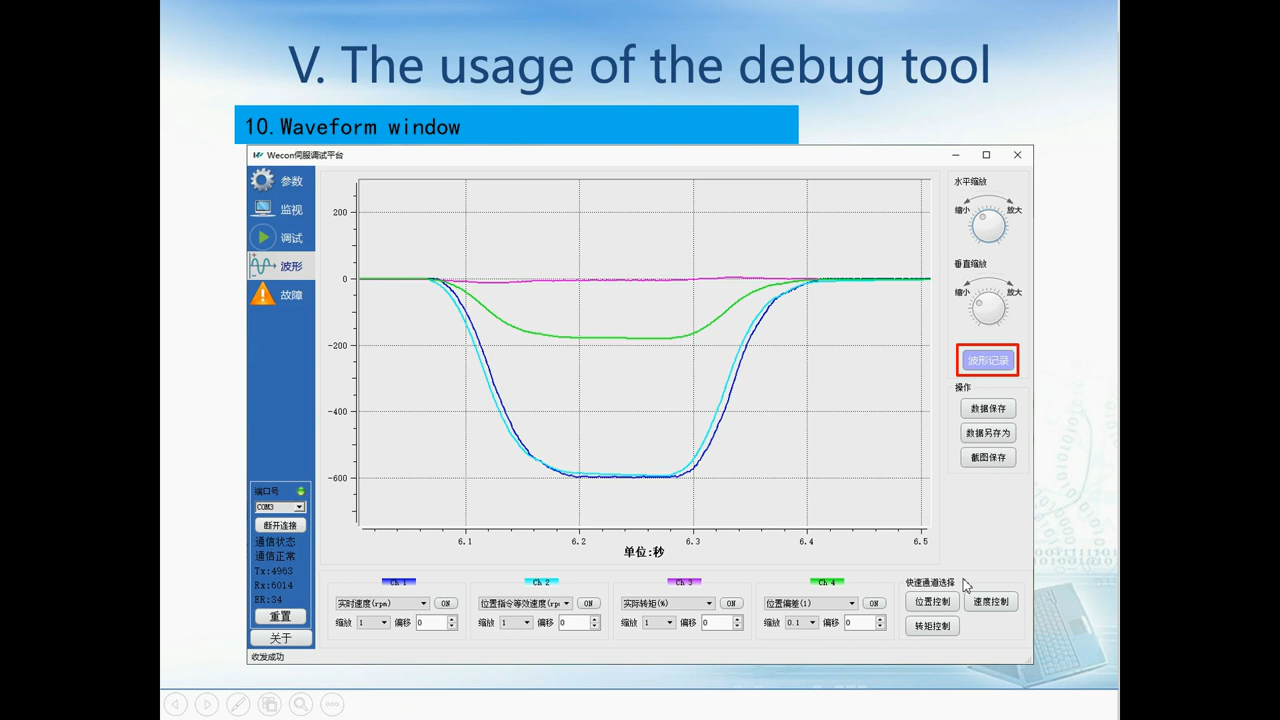 V. The usage of the debug tool
10.Waveform window
Wecon伺服调试平台
参数
监视
调试
波形
故障
端口号
COM3
断开连接
通信状态
通信正常
Tx:4963
Rx:6014
ER:34
重置
关于
收发成功
200
0
-200
-400
-600
6.1 6.2 6.3 6.4 6.5
单位:秒
水平缩放
缩小 放大
垂直缩放
缩小 放大
波形记录
操作
数据保存
数据另存为
截图保存
Ch 1 Ch 2 Ch 3 Ch 4
实时速度(rpm) ON 位置指令等效速度(rp ON 实际转矩(%) ON 位置偏差(1) ON
缩放 1 偏移 0 缩放 1 偏移 0 缩放 1 偏移 0 缩放 0.1 偏移 0
快速通道选择
位置控制 速度控制
转矩控制